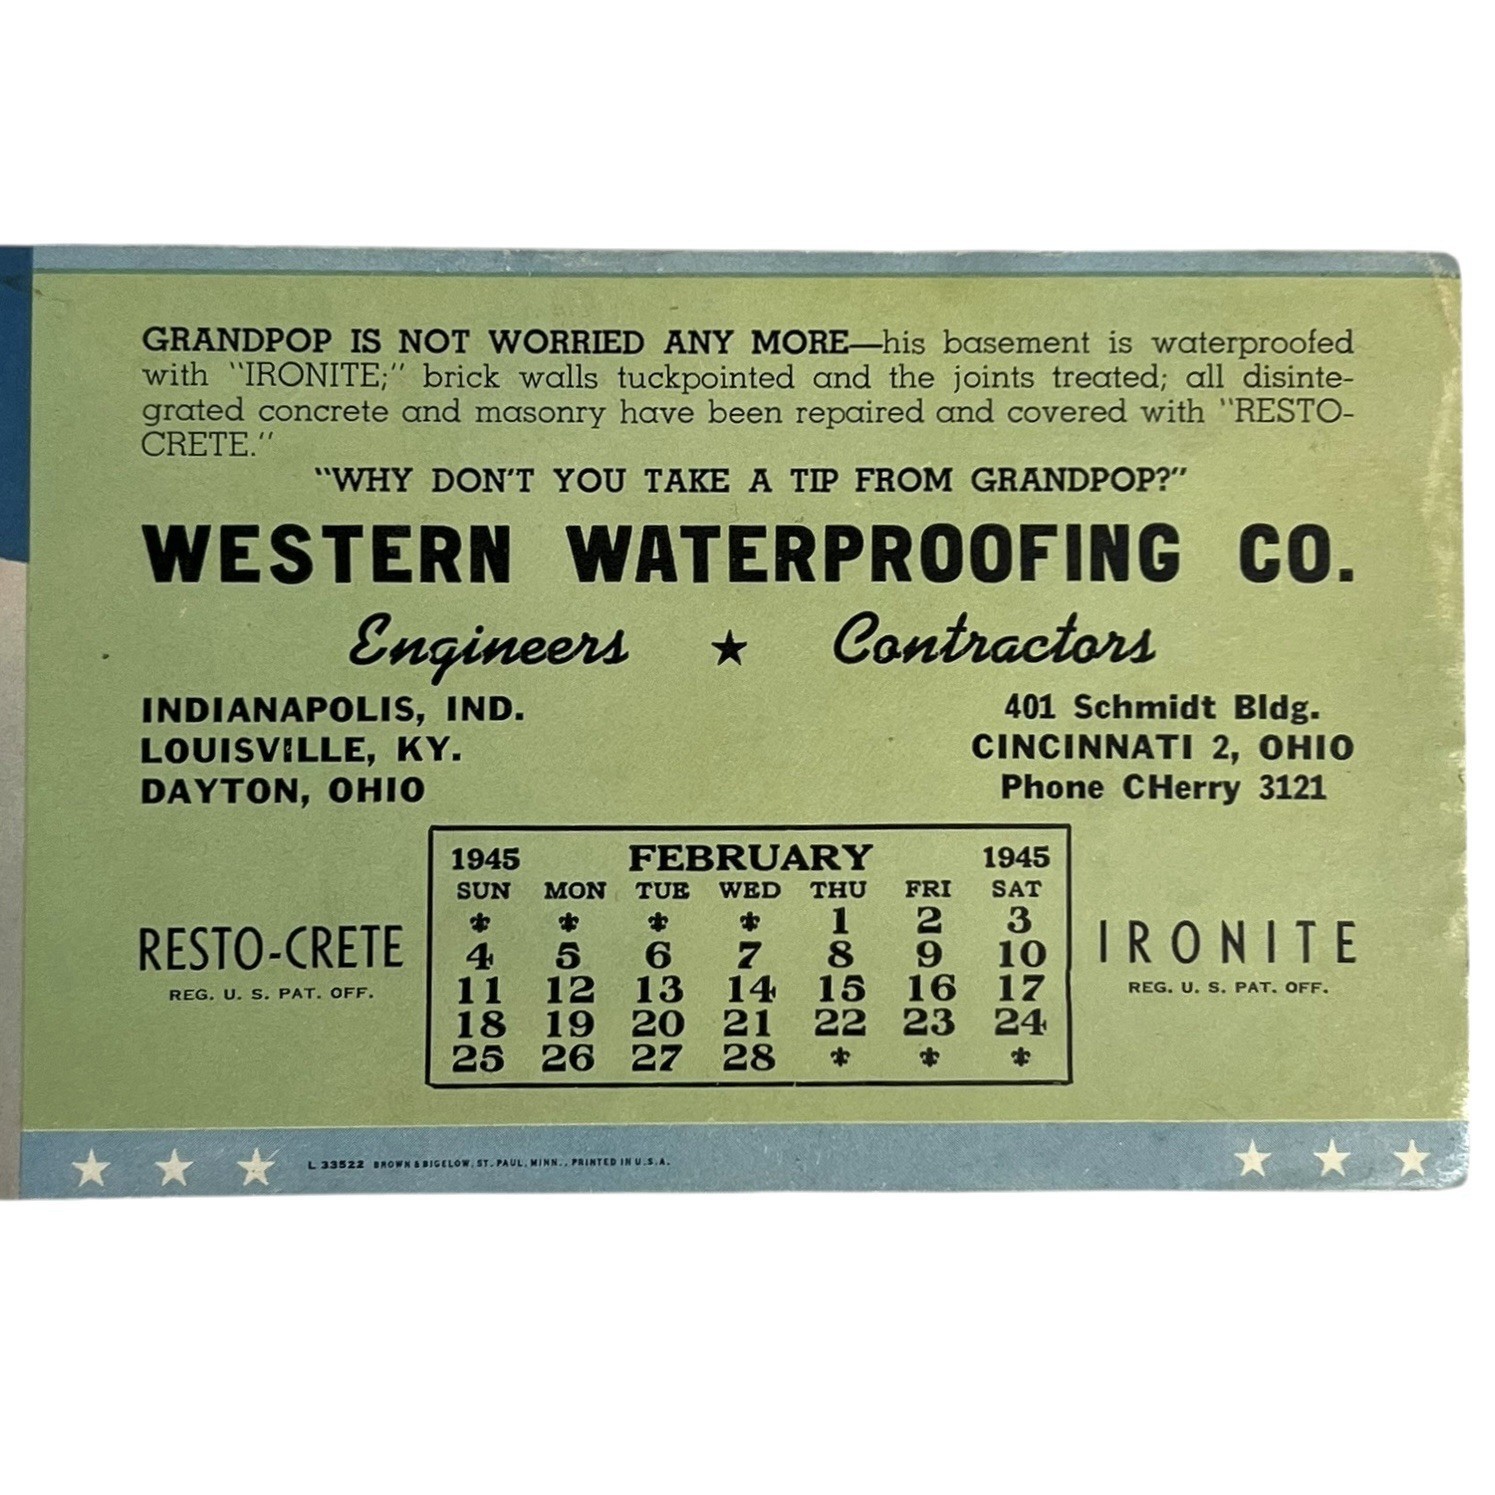 GRANDPOP IS NOT WORRIED ANY MORE—his basement is waterproofed
with "IRONITE;" brick walls tuckpointed and the joints treated; all disinte-
grated concrete and masonry have been repaired and covered with "RESTO-
CRETE."
"WHY DON'T YOU TAKE A TIP FROM GRANDPOP?"
WESTERN WATERPROOFING CO.
Engineers ★ Contractors
INDIANAPOLIS, IND.
LOUISVILLE, KY.
DAYTON, OHIO
401 Schmidt Bldg.
CINCINNATI 2, OHIO
Phone CHerry 3121
RESTO-CRETE
REG. U. S. PAT. OFF.
1945 FEBRUARY 1945
SUN MON TUE WED THU FRI SAT
1 2 3
4 5 6 7 8 9 10
11 12 13 14 15 16 17
18 19 20 21 22 23 24
25 26 27 28
IRONITE
REG. U. S. PAT. OFF.
L 33522 BROWN & BIGELOW, ST. PAUL, MINN., PRINTED IN U.S.A.